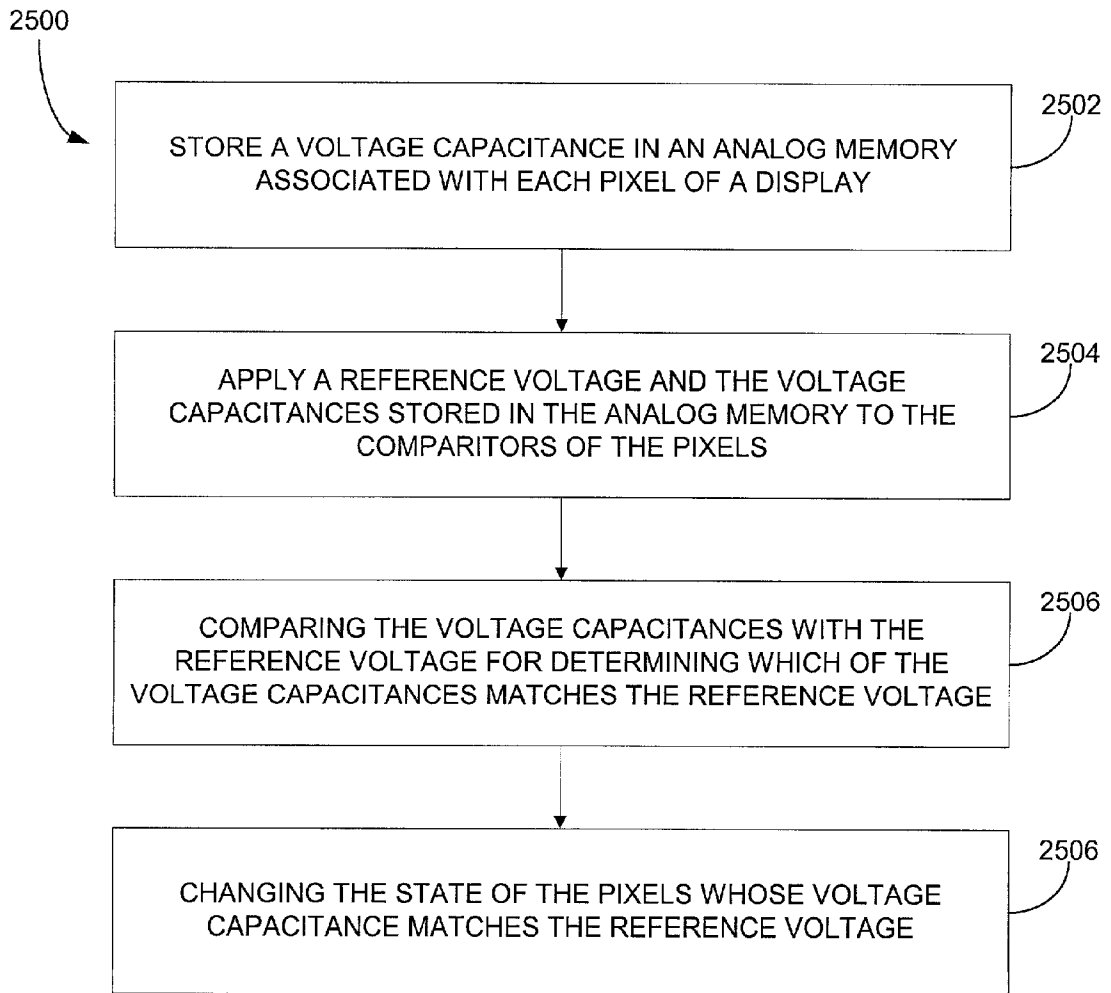 2500
2502
STORE A VOLTAGE CAPACITANCE IN AN ANALOG MEMORY
ASSOCIATED WITH EACH PIXEL OF A DISPLAY
2504
APPLY A REFERENCE VOLTAGE AND THE VOLTAGE
CAPACITANCES STORED IN THE ANALOG MEMORY TO THE
COMPARITORS OF THE PIXELS
2506
COMPARING THE VOLTAGE CAPACITANCES WITH THE
REFERENCE VOLTAGE FOR DETERMINING WHICH OF THE
VOLTAGE CAPACITANCES MATCHES THE REFERENCE VOLTAGE
2506
CHANGING THE STATE OF THE PIXELS WHOSE VOLTAGE
CAPACITANCE MATCHES THE REFERENCE VOLTAGE